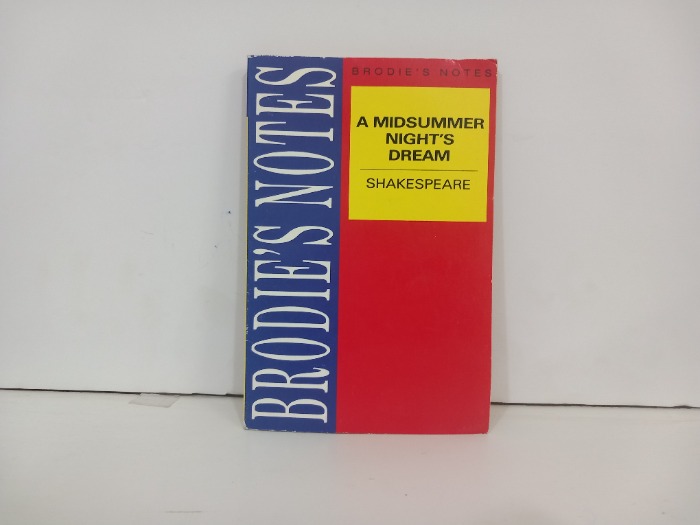 BRODIE'S NOTES
BRODIE'S NOTES
A MIDSUMMER
NIGHT'S
DREAM
SHAKESPEARE